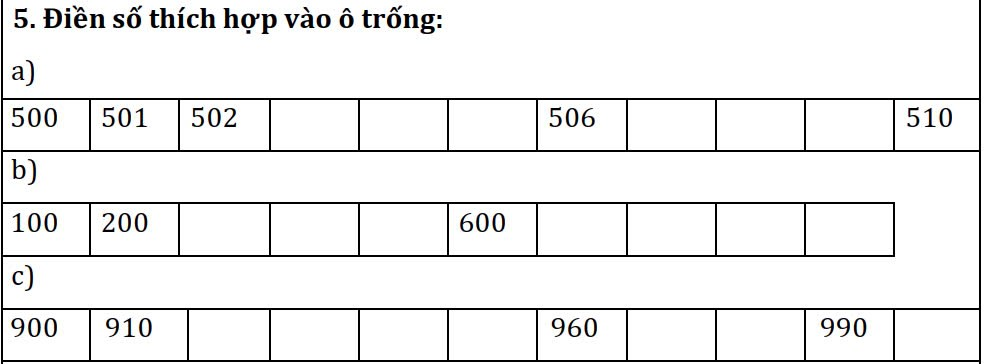 5. Điền số thích hợp vào ô trống:
a)
500 501 502 506 510
b)
100 200 600
c)
900 910 960 990